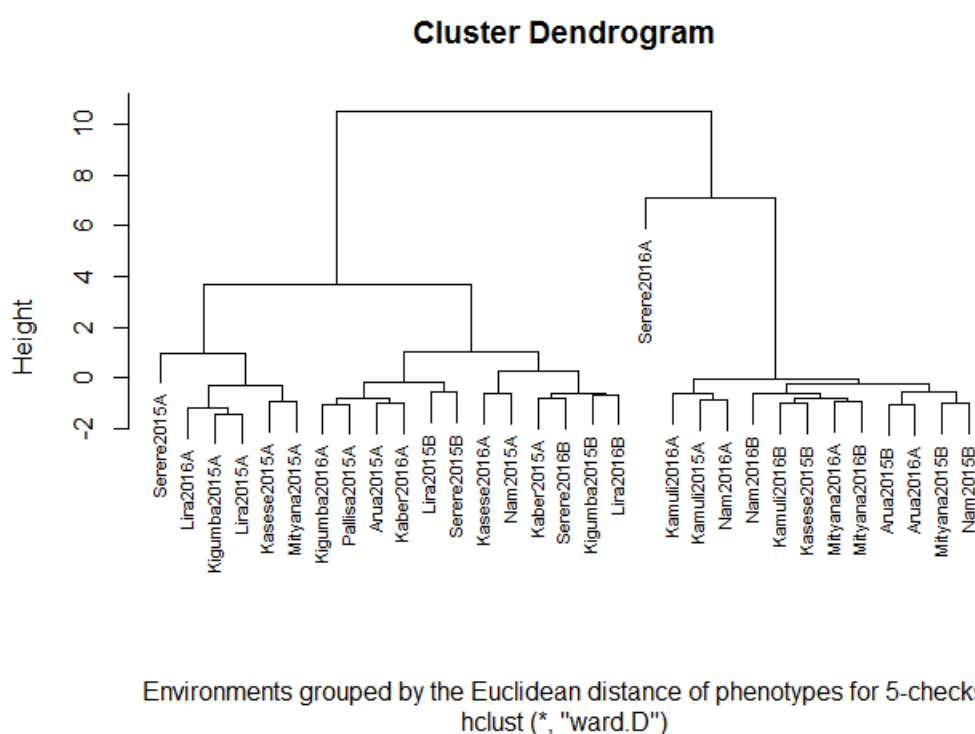 Cluster Dendrogram
Height
10
8
6
4
2
0
-2
Serere2015A
Lira2016A
Kigumba2015A
Lira2015A
Kasese2015A
Mityana2015A
Kigumba2016A
Pallisa2015A
Arua2015A
Kaber2016A
Lira2015B
Serere2015B
Kasese2016A
Nam2015A
Kaber2015A
Serere2016B
Kigumba2015B
Lira2016B
Serere2016A
Kamuli2016A
Kamuli2015A
Nam2016A
Nam2016B
Kamuli2016B
Kasese2015B
Mityana2016A
Mityana2016B
Arua2015B
Arua2016A
Mityana2015B
Nam2015B
Environments grouped by the Euclidean distance of phenotypes for 5-checks
hclust (*, "ward.D")